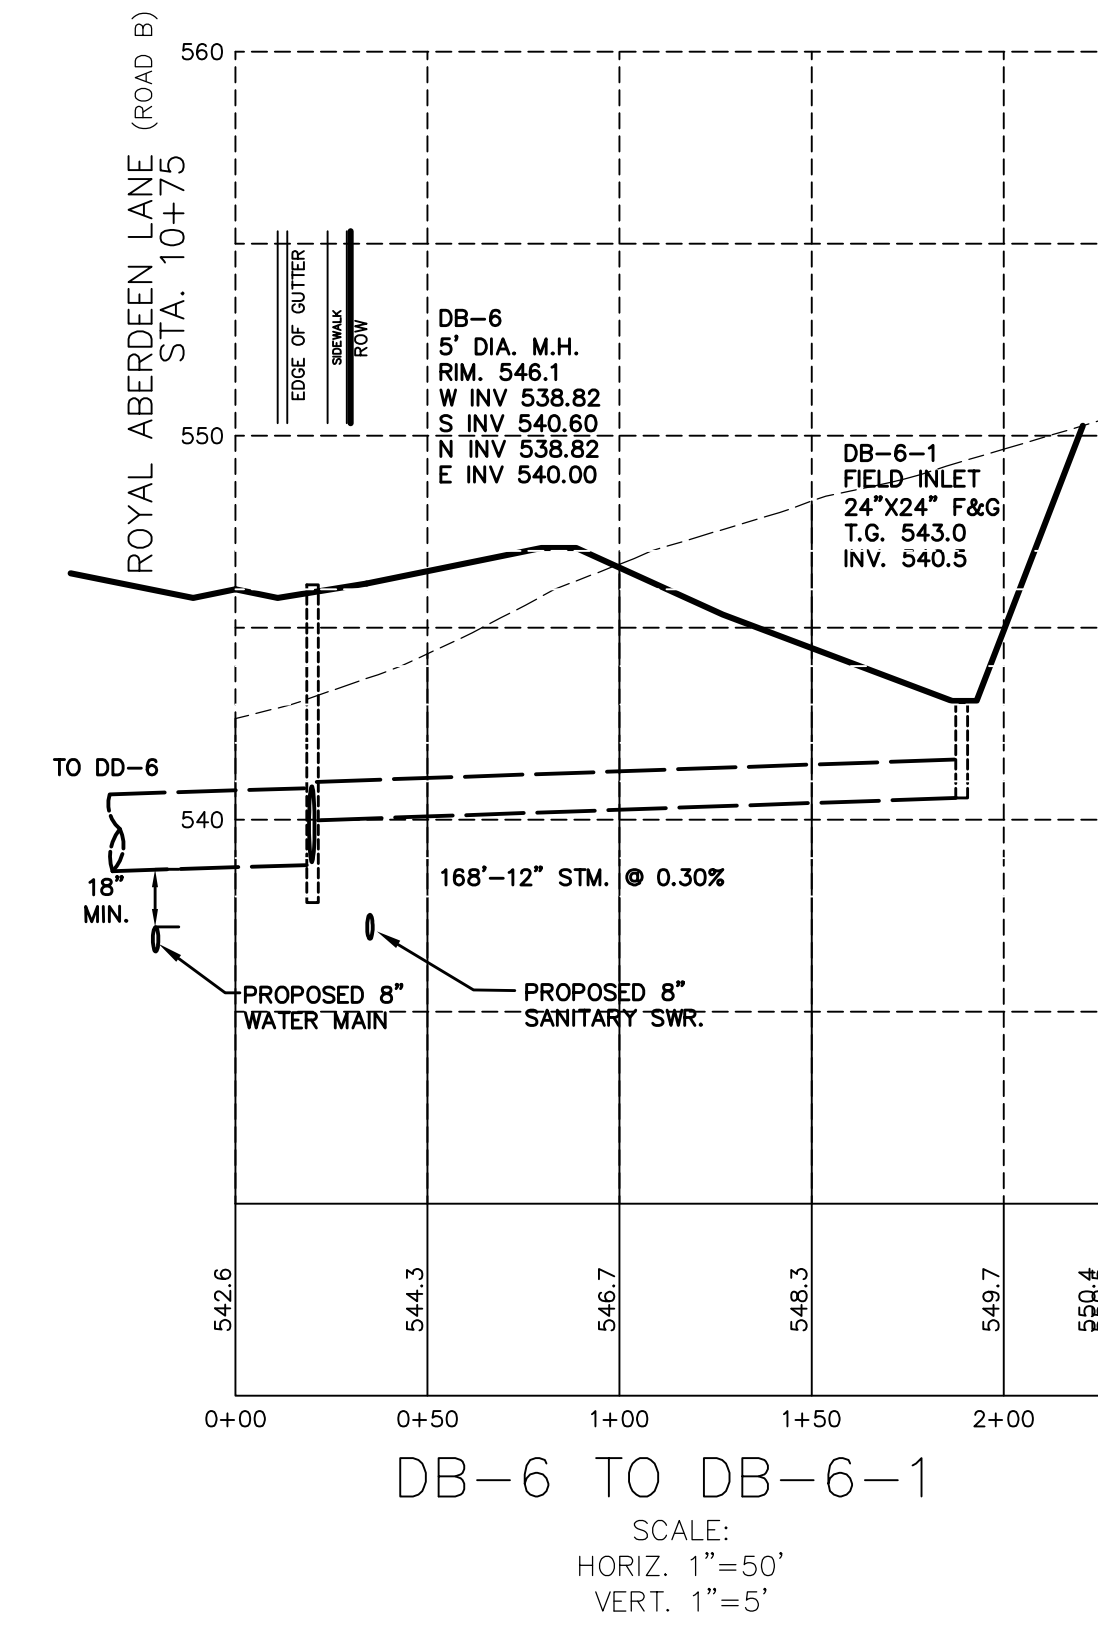 560
550
540
ROYAL ABERDEEN LANE (ROAD B)
STA. 10+75
EDGE OF GUTTER
SIDEWALK
ROW
DB-6
5' DIA. M.H.
RIM. 546.1
W INV 538.82
S INV 540.60
N INV 538.82
E INV 540.00
DB-6-1
FIELD INLET
24"X24" F&G
T.G. 543.0
INV. 540.5
TO DD-6
18"
MIN.
168'-12" STM. @ 0.30%
PROPOSED 8"
WATER MAIN
PROPOSED 8"
SANITARY SWR.
542.6
544.3
546.7
548.3
549.7
550.4
0+00
0+50
1+00
1+50
2+00
DB-6 TO DB-6-1
SCALE:
HORIZ. 1"=50'
VERT. 1"=5'